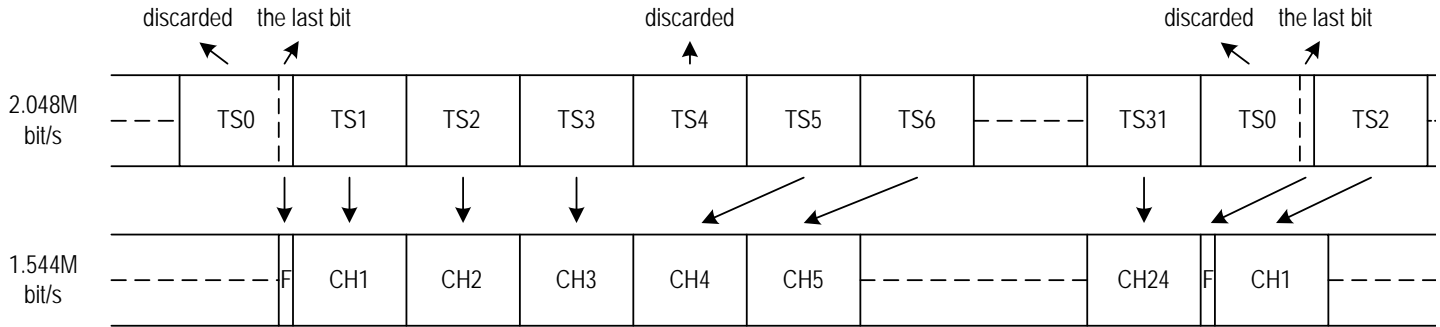 discarded the last bit discarded discarded the last bit
2.048M
bit/s
TS0 TS1 TS2 TS3 TS4 TS5 TS6 TS31 TS0 TS2
1.544M
bit/s
F CH1 CH2 CH3 CH4 CH5 CH24 F CH1